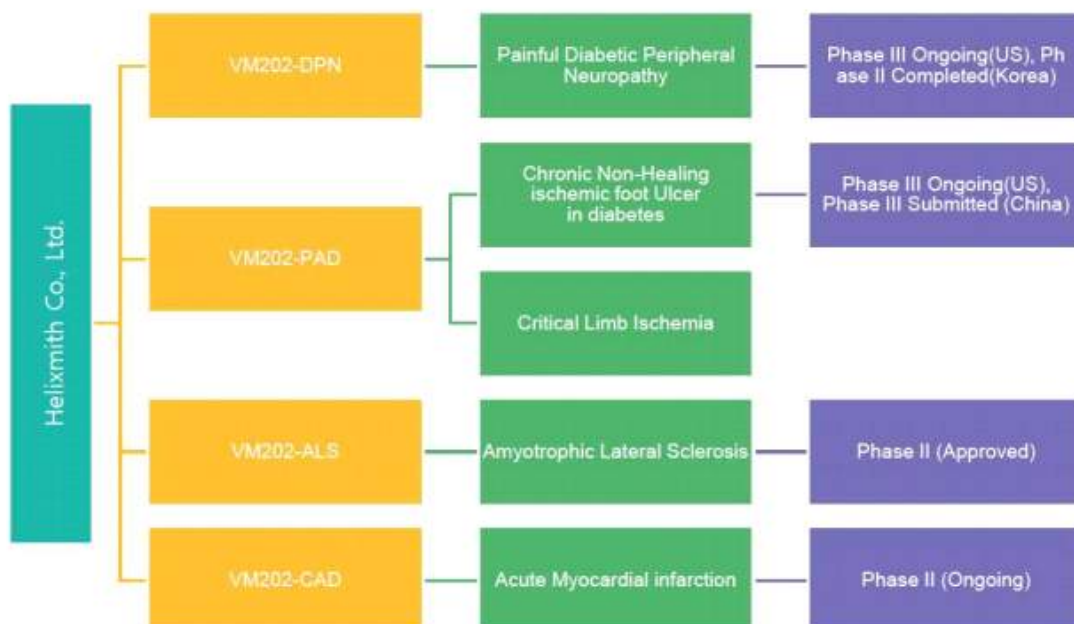 Helixmith Co., Ltd.
VM202-DPN
Painful Diabetic Peripheral
Neuropathy
Phase III Ongoing(US), Ph
ase II Completed(Korea)
VM202-PAD
Chronic Non-Healing
ischemic foot Ulcer
in diabetes
Phase III Ongoing(US),
Phase III Submitted (China)
Critical Limb Ischemia
VM202-ALS
Amyotrophic Lateral Sclerosis
Phase II (Approved)
VM202-CAD
Acute Myocardial infarction
Phase II (Ongoing)